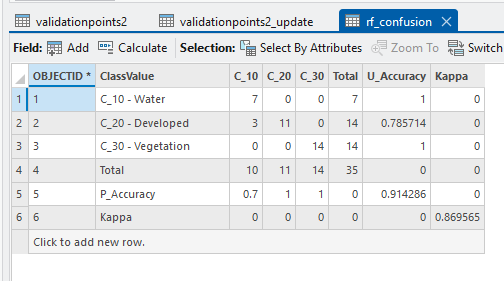 validationpoints2 validationpoints2_update rf_confusion
Field: Add Calculate Selection: Select By Attributes Zoom To Switch
OBJECTID * ClassValue C_10 C_20 C_30 Total U_Accuracy Kappa
1 1 C_10 - Water 7 0 0 7 1 0
2 2 C_20 - Developed 3 11 0 14 0.785714 0
3 3 C_30 - Vegetation 0 0 14 14 1 0
4 4 Total 10 11 14 35 0 0
5 5 P_Accuracy 0.7 1 1 0 0.914286 0
6 6 Kappa 0 0 0 0 0 0.869565
Click to add new row.